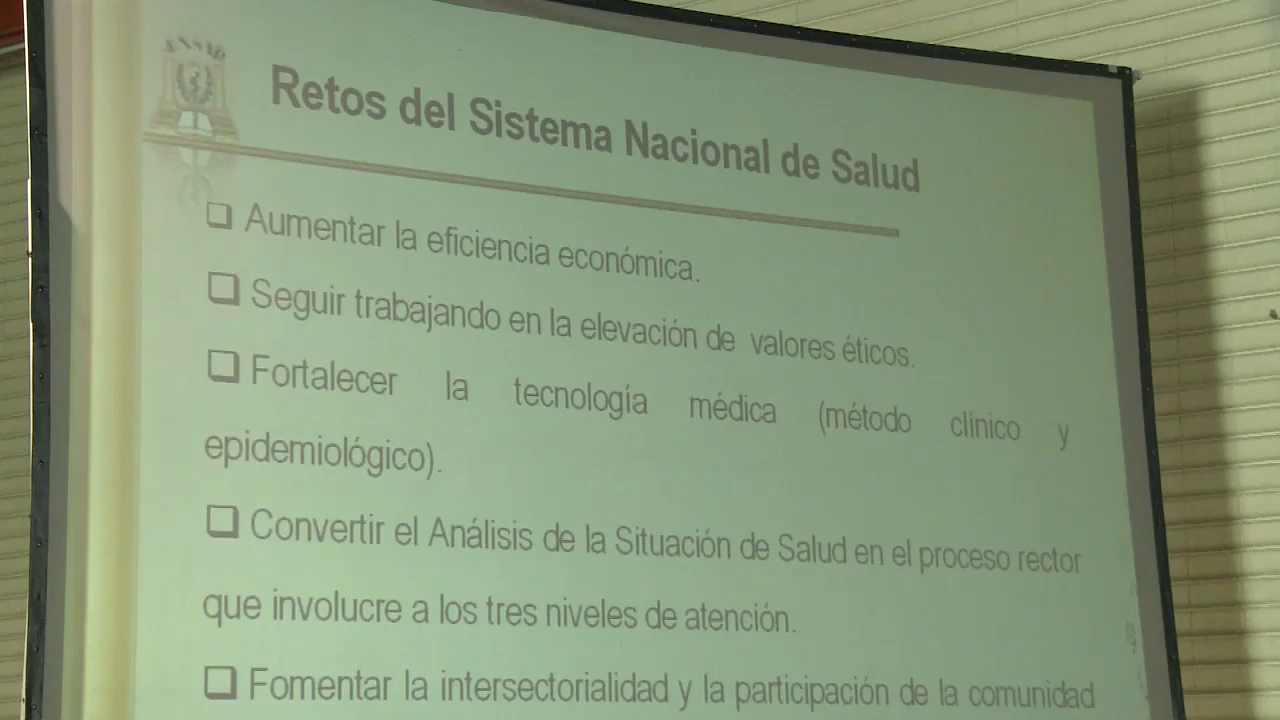 ENSAP
Retos del Sistema Nacional de Salud
❑ Aumentar la eficiencia económica.
❑ Seguir trabajando en la elevación de valores éticos.
❑ Fortalecer la tecnología médica (método clínico y
epidemiológico).
❑ Convertir el Análisis de la Situación de Salud en el proceso rector
que involucre a los tres niveles de atención.
❑ Fomentar la intersectorialidad y la participación de la comunidad